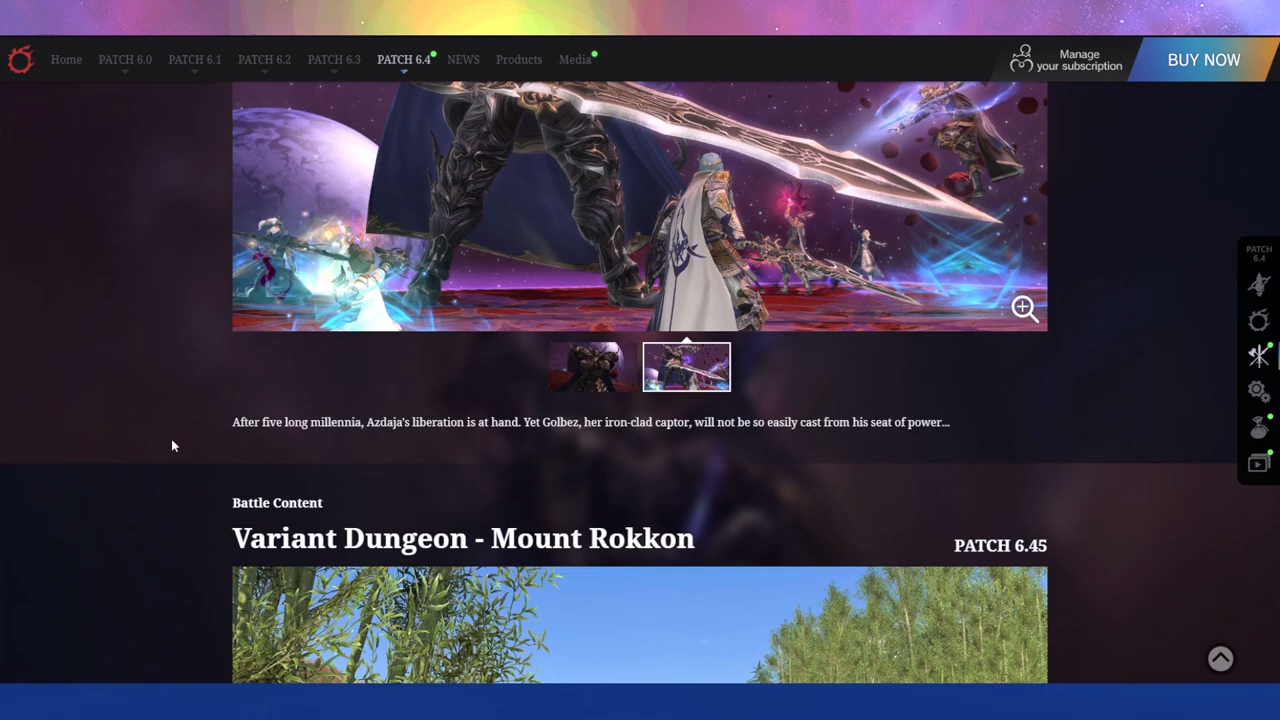 Home PATCH 6.0 PATCH 6.1 PATCH 6.2 PATCH 6.3 PATCH 6.4 NEWS Products Media
Manage
your subscription
BUY NOW
PATCH
6.4
After five long millennia, Azdaja's liberation is at hand. Yet Golbez, her iron-clad captor, will not be so easily cast from his seat of power...
Battle Content
Variant Dungeon - Mount Rokkon
PATCH 6.45